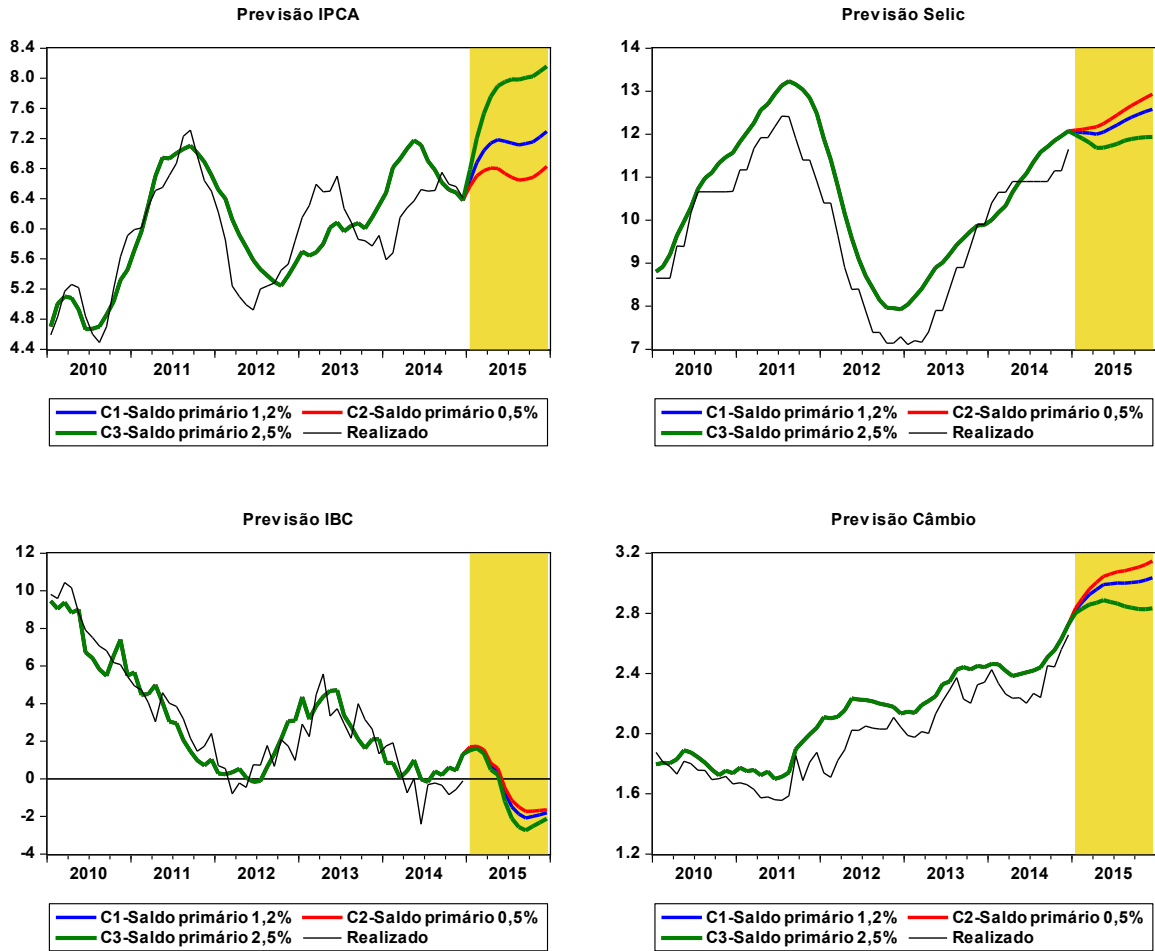 Previsão IPCA
8.4
8.0
7.6
7.2
6.8
6.4
6.0
5.6
5.2
4.8
4.4
2010 2011 2012 2013 2014 2015
C1-Saldo primário 1,2% C2-Saldo primário 0,5%
C3-Saldo primário 2,5% Realizado
Previsão Selic
14
13
12
11
10
9
8
7
2010 2011 2012 2013 2014 2015
C1-Saldo primário 1,2% C2-Saldo primário 0,5%
C3-Saldo primário 2,5% Realizado
Previsão IBC
12
10
8
6
4
2
0
-2
-4
2010 2011 2012 2013 2014 2015
C1-Saldo primário 1,2% C2-Saldo primário 0,5%
C3-Saldo primário 2,5% Realizado
Previsão Câmbio
3.2
2.8
2.4
2.0
1.6
1.2
2010 2011 2012 2013 2014 2015
C1-Saldo primário 1,2% C2-Saldo primário 0,5%
C3-Saldo primário 2,5% Realizado